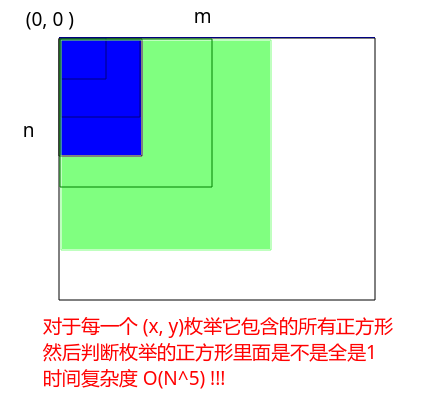 (0, 0 )
m
n
对于每一个 (x, y)枚举它包含的所有正方形
然后判断枚举的正方形里面是不是全是1
时间复杂度 O(N^5) !!!